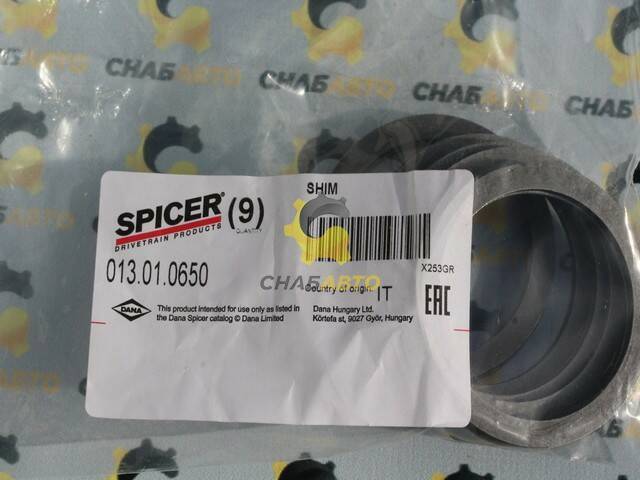 СНАБАВТО
СНАБАВТО
SHIM
SPICER® (9)
DRIVETRAIN PRODUCTS
QUANTITY
013.01.0650
X253GR
СНАБАВТО
Country of origin: IT
EAC
DANA
This product intended for use only as listed in
the Dana Spicer catalog © Dana Limited
Dana Hungary Ltd.
Körtefa st, 9027 Győr, Hungary